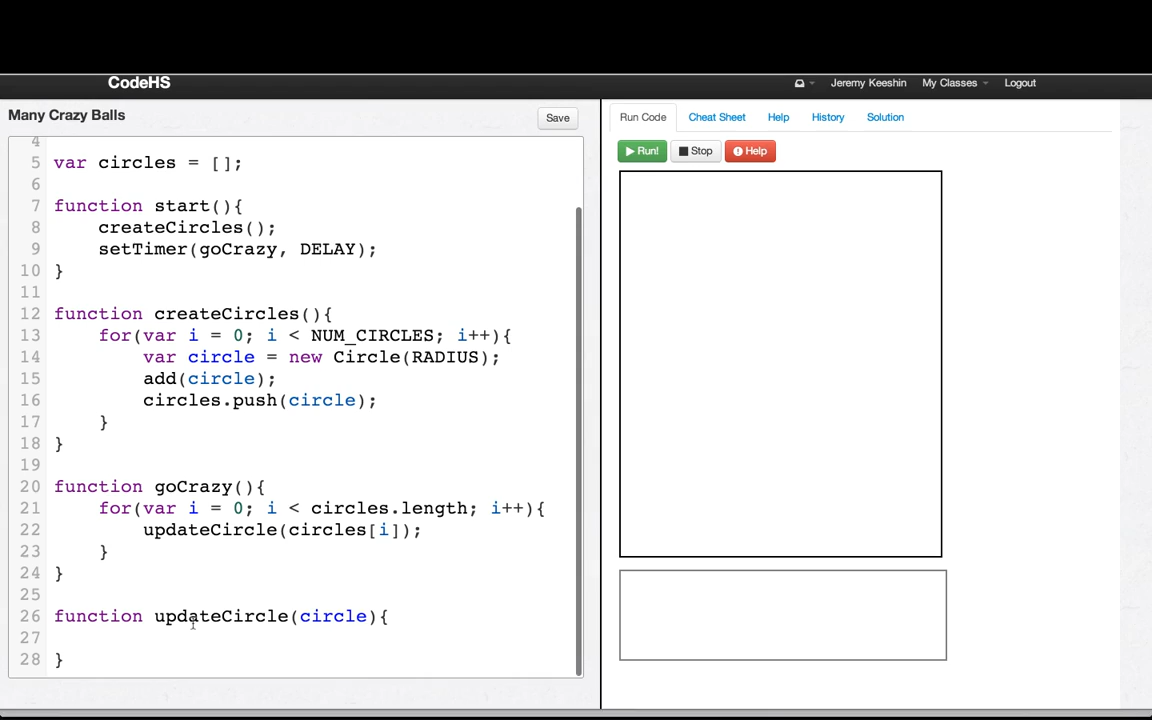 CodeHS
Jeremy Keeshin My Classes Logout
Many Crazy Balls
Save
Run Code Cheat Sheet Help History Solution
Run! Stop Help
4
5 var circles = [];
6
7 function start(){
8 createCircles();
9 setTimer(goCrazy, DELAY);
10 }
11
12 function createCircles(){
13 for(var i = 0; i < NUM_CIRCLES; i++){
14 var circle = new Circle(RADIUS);
15 add(circle);
16 circles.push(circle);
17 }
18 }
19
20 function goCrazy(){
21 for(var i = 0; i < circles.length; i++){
22 updateCircle(circles[i]);
23 }
24 }
25
26 function updateCircle(circle){
27
28 }